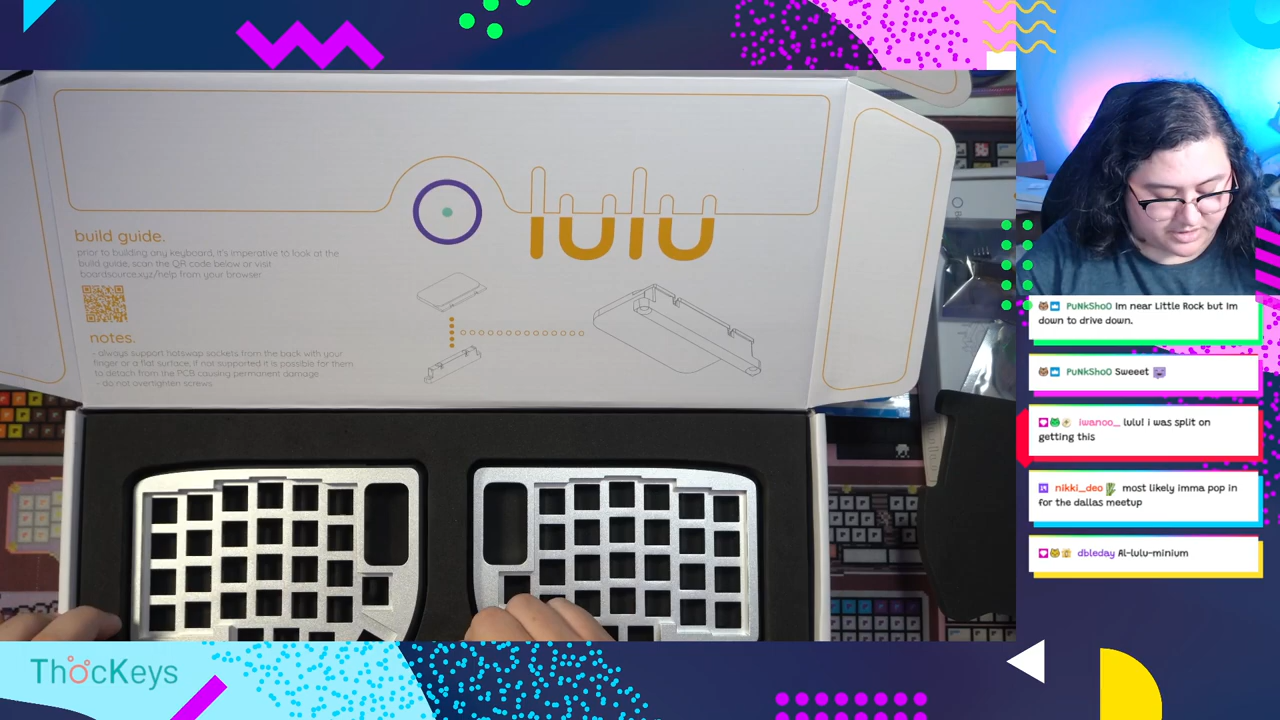 lulu
build guide.
prior to building any keyboard, it's imperative to look at the
build guide, scan the QR code below or visit
boardsource.xyz/help from your browser
notes.
- always support hotswap sockets from the back with your
finger or a flat surface, if not supported it is possible for them
to detach from the PCB causing permanent damage
- do not overtighten screws.
PuNkShoO Im near Little Rock but Im
down to drive down.
PuNkShoO Sweeet
iwanoo_ lulu! i was split on
getting this
nikki_deo most likely imma pop in
for the dallas meetup
dbleday Al-lulu-minium
ThocKeys